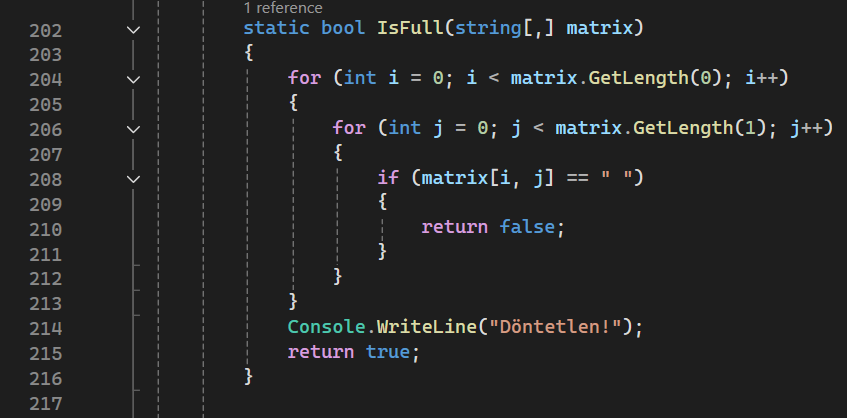 1 reference
202 static bool IsFull(string[,] matrix)
203 {
204 for (int i = 0; i < matrix.GetLength(0); i++)
205 {
206 for (int j = 0; j < matrix.GetLength(1); j++)
207 {
208 if (matrix[i, j] == " ")
209 {
210 return false;
211 }
212 }
213 }
214 Console.WriteLine("Döntetlen!");
215 return true;
216 }
217